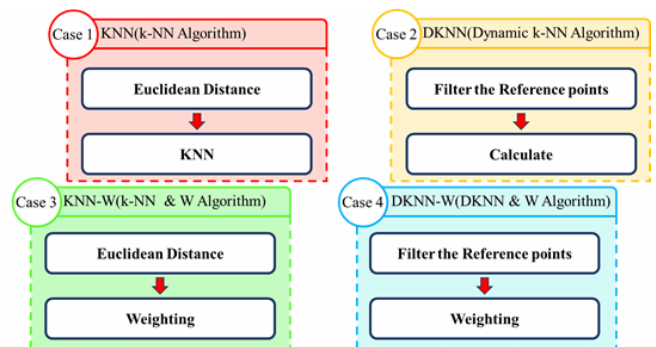 Case 1
KNN(k-NN Algorithm)
Euclidean Distance
KNN
Case 2
DKNN(Dynamic k-NN Algorithm)
Filter the Reference points
Calculate
Case 3
KNN-W(k-NN & W Algorithm)
Euclidean Distance
Weighting
Case 4
DKNN-W(DKNN & W Algorithm)
Filter the Reference points
Weighting